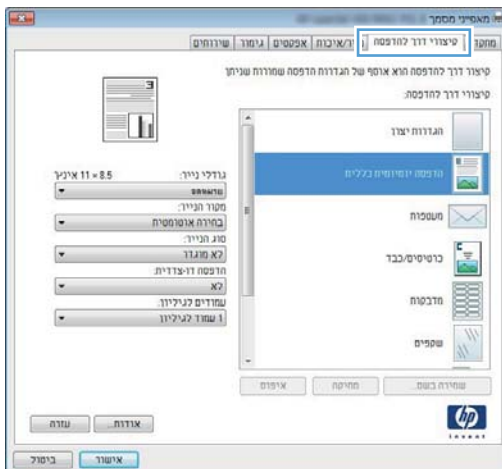 מאפייני מסמך
מתקד
קיצורי דרך להדפסה
ר/איכות
אפקטים
גימור
שירותים
קיצור דרך להדפסה הוא אוסף של הגדרות הדפסה שמורות שניתן
קיצורי דרך להדפסה:
הגדרות יצרן
הדפסה יומיומית כללית
מעטפות
כרטיסים/כבד
מדבקות
שקפים
שמירה בשם...
מחיקה
איפוס
גודלי נייר:
8.5 × 11 אינץ'
מקור הנייר:
בחירה אוטומטית
סוג הנייר:
לא מוגדר
הדפסה דו-צדדית:
לא
עמודים לגיליון:
1 עמוד לגיליון
hp
invent
אודות...
עזרה
אישור
ביטול